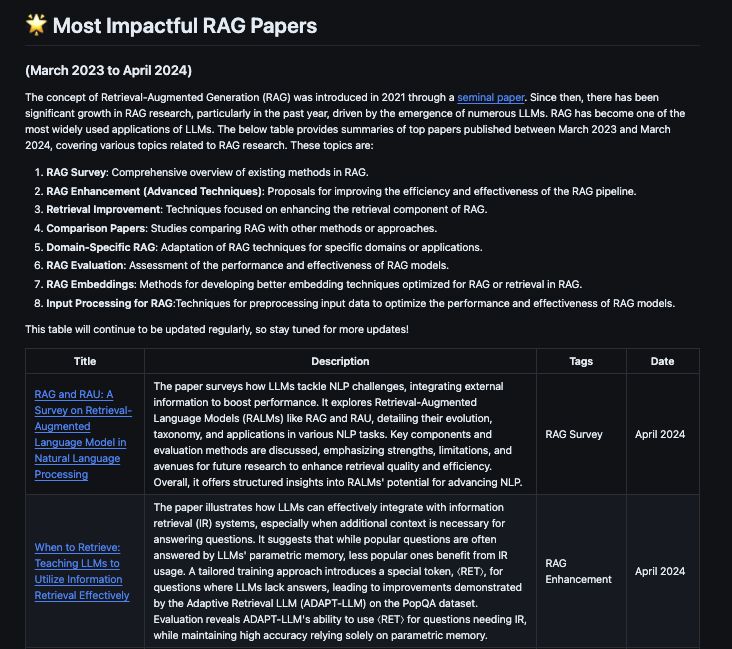 🌟 Most Impactful RAG Papers
(March 2023 to April 2024)
The concept of Retrieval-Augmented Generation (RAG) was introduced in 2021 through a seminal paper. Since then, there has been
significant growth in RAG research, particularly in the past year, driven by the emergence of numerous LLMs. RAG has become one of the
most widely used applications of LLMs. The below table provides summaries of top papers published between March 2023 and March
2024, covering various topics related to RAG research. These topics are:
1. RAG Survey: Comprehensive overview of existing methods in RAG.
2. RAG Enhancement (Advanced Techniques): Proposals for improving the efficiency and effectiveness of the RAG pipeline.
3. Retrieval Improvement: Techniques focused on enhancing the retrieval component of RAG.
4. Comparison Papers: Studies comparing RAG with other methods or approaches.
5. Domain-Specific RAG: Adaptation of RAG techniques for specific domains or applications.
6. RAG Evaluation: Assessment of the performance and effectiveness of RAG models.
7. RAG Embeddings: Methods for developing better embedding techniques optimized for RAG or retrieval in RAG.
8. Input Processing for RAG:Techniques for preprocessing input data to optimize the performance and effectiveness of RAG models.
This table will continue to be updated regularly, so stay tuned for more updates!
Title Description Tags Date
RAG and RAU: A
Survey on Retrieval-
Augmented
Language Model in
Natural Language
Processing
The paper surveys how LLMs tackle NLP challenges, integrating external
information to boost performance. It explores Retrieval-Augmented
Language Models (RALMs) like RAG and RAU, detailing their evolution,
taxonomy, and applications in various NLP tasks. Key components and
evaluation methods are discussed, emphasizing strengths, limitations, and
avenues for future research to enhance retrieval quality and efficiency.
Overall, it offers structured insights into RALMs' potential for advancing NLP.
RAG Survey
April 2024
When to Retrieve:
Teaching LLMs to
Utilize Information
Retrieval Effectively
The paper illustrates how LLMs can effectively integrate with information
retrieval (IR) systems, especially when additional context is necessary for
answering questions. It suggests that while popular questions are often
answered by LLMs' parametric memory, less popular ones benefit from IR
usage. A tailored training approach introduces a special token, ⟨RET⟩, for
questions where LLMs lack answers, leading to improvements demonstrated
by the Adaptive Retrieval LLM (ADAPT-LLM) on the PopQA dataset.
Evaluation reveals ADAPT-LLM's ability to use ⟨RET⟩ for questions needing IR,
while maintaining high accuracy relying solely on parametric memory.
RAG
Enhancement
April 2024